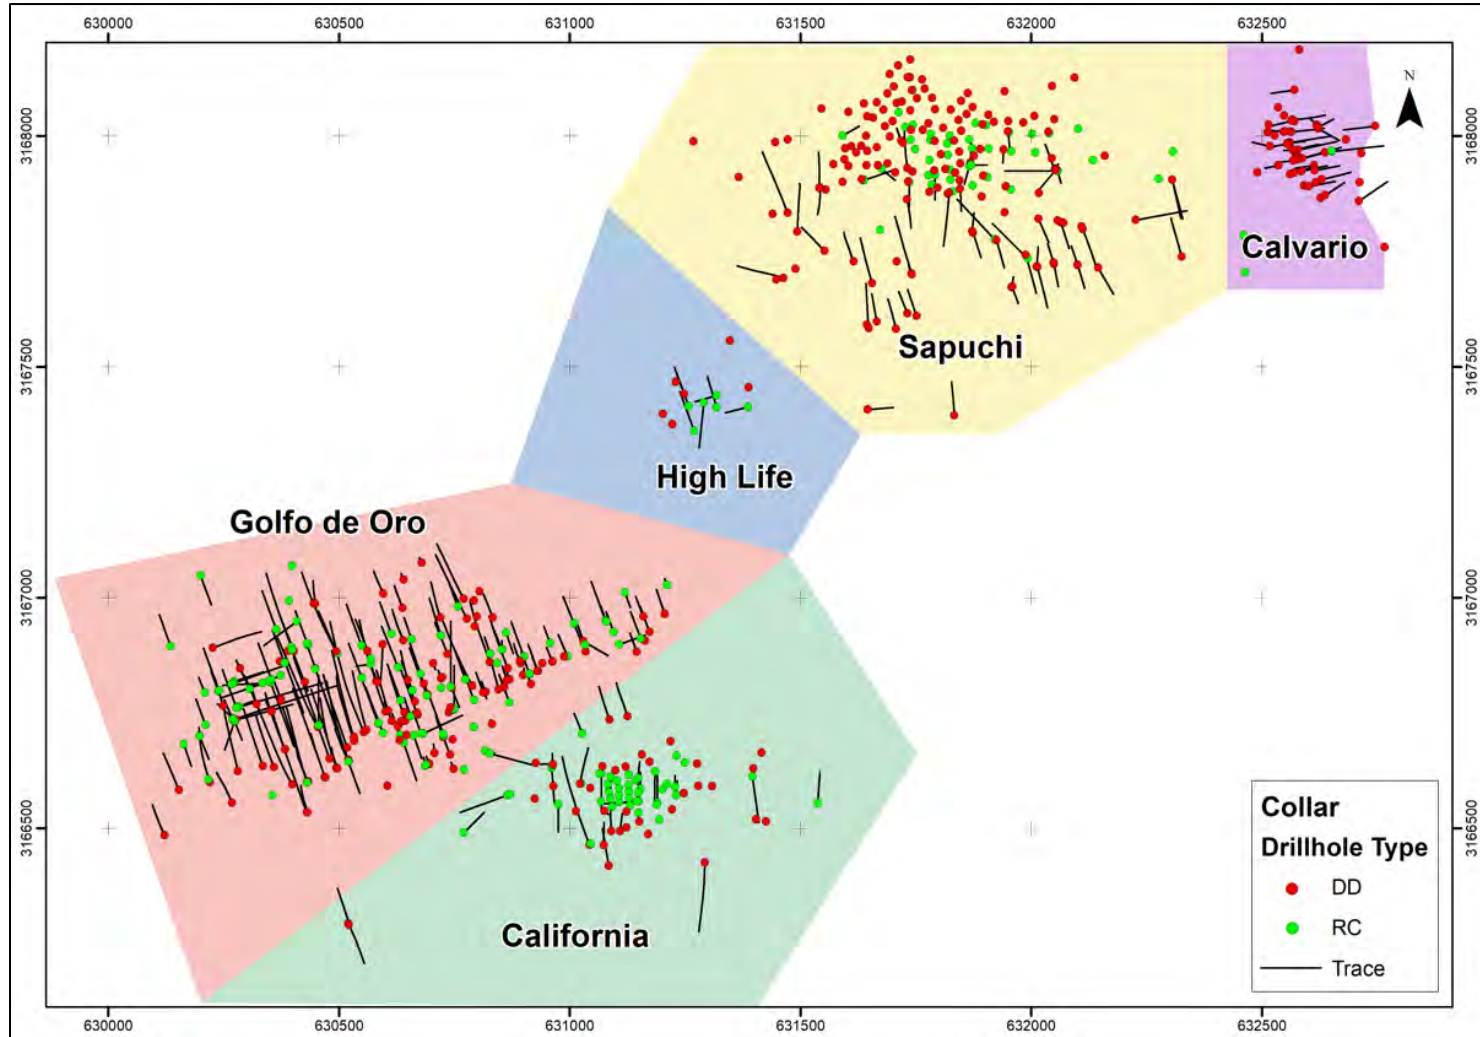 630000 630500 631000 631500 632000 632500
N
3168000 3168000
Calvario
Sapuchi
3167500 3167500
High Life
Golfo de Oro
3167000 3167000
3166500 3166500
California
Collar
Drillhole Type
DD
RC
Trace
630000 630500 631000 631500 632000 632500